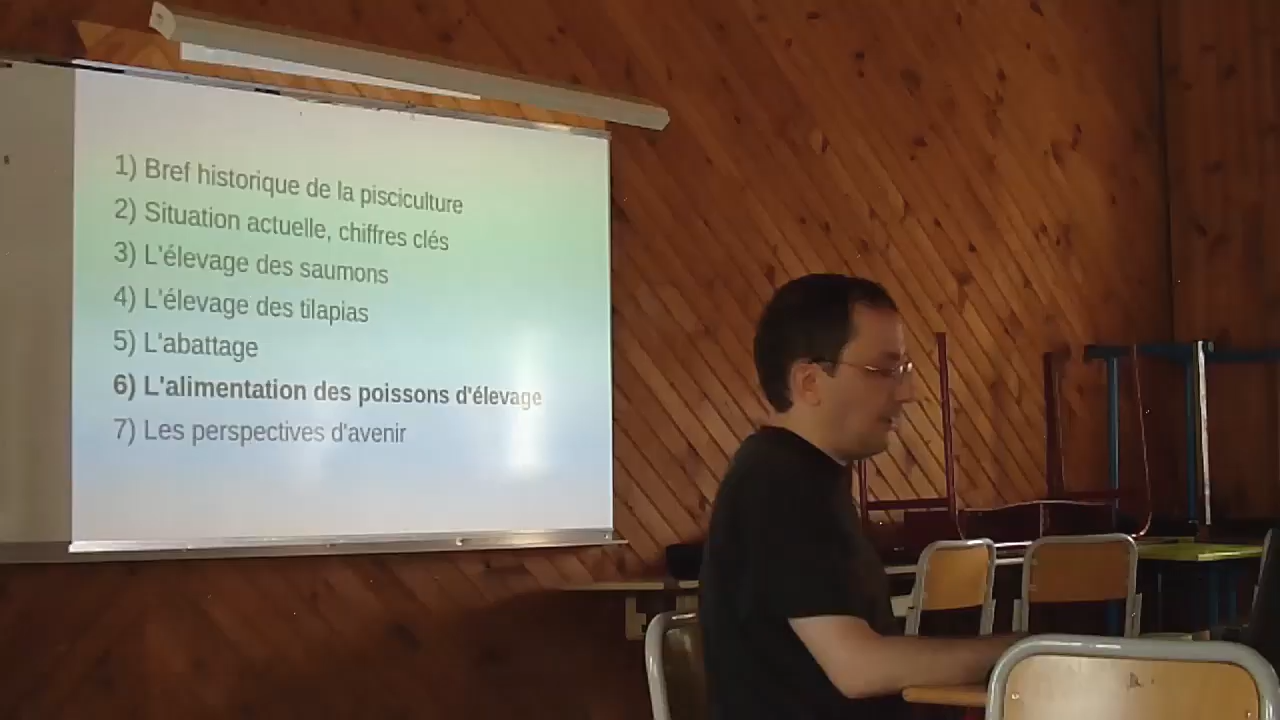 1) Bref historique de la pisciculture
2) Situation actuelle, chiffres clés
3) L'élevage des saumons
4) L'élevage des tilapias
5) L'abattage
6) L'alimentation des poissons d'élevage
7) Les perspectives d'avenir